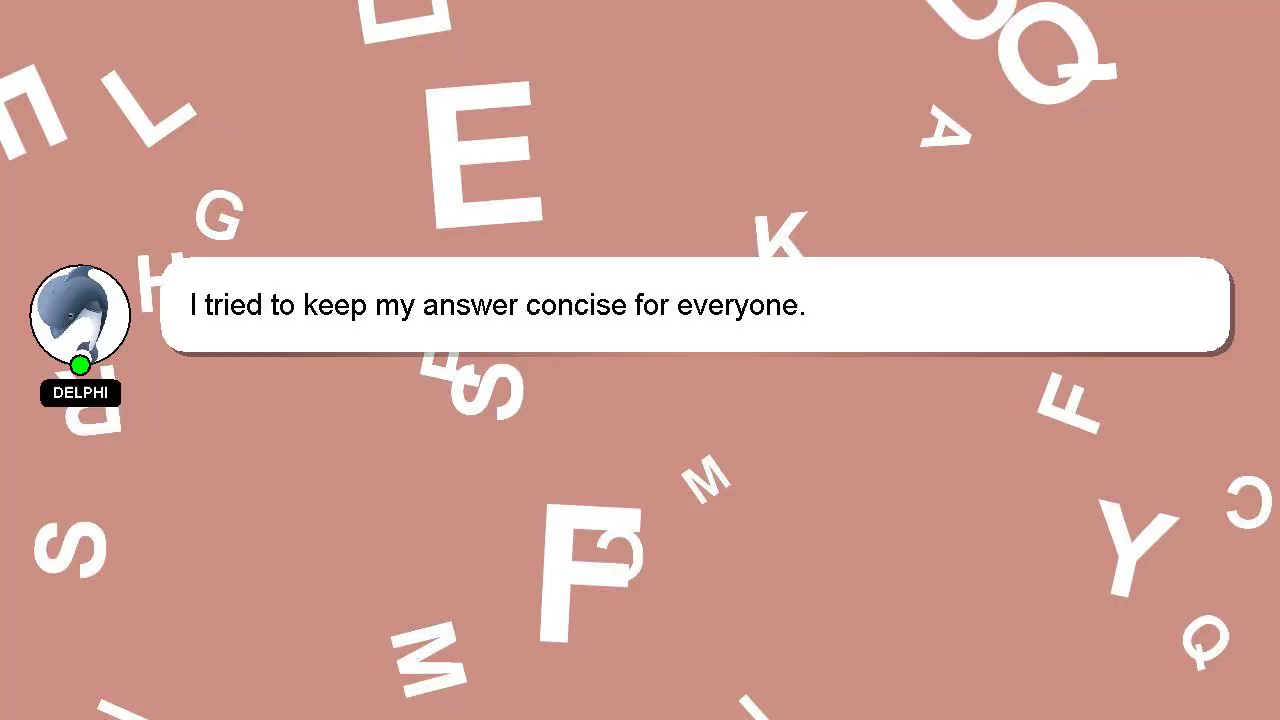 I tried to keep my answer concise for everyone.
DELPHI
E
L
G
H
E
Q
A
K
F
S
R
F
M
S
F
C
Y
C
Q
M